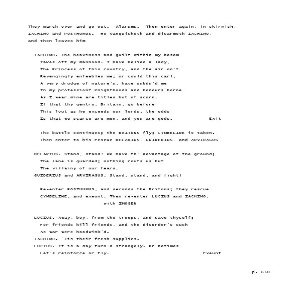 They march over and go out. Alarums. Then enter again, in skirmish,
IACHIMO and POSTHUMUS. He vanquisheth and disarmeth IACHIMO,
and then leaves him
IACHIMO. The heaviness and guilt within my bosom
Takes off my manhood. I have belied a lady,
The Princess of this country, and the air on't
Revengingly enfeebles me; or could this carl,
A very drudge of nature's, have subdu'd me
In my profession? Knighthoods and honours borne
As I wear mine are titles but of scorn.
If that thy gentry, Britain, go before
This lout as he exceeds our lords, the odds
Is that we scarce are men, and you are gods. Exit
The battle continues; the BRITONS fly; CYMBELINE is taken.
Then enter to his rescue BELARIUS, GUIDERIUS, and ARVIRAGUS
BELARIUS. Stand, stand! We have th' advantage of the ground;
The lane is guarded; nothing routs us but
The villainy of our fears.
GUIDERIUS and ARVIRAGUS. Stand, stand, and fight!
Re-enter POSTHUMUS, and seconds the Britons; they rescue
CYMBELINE, and exeunt. Then re-enter LUCIUS and IACHIMO,
with IMOGEN
LUCIUS. Away, boy, from the troops, and save thyself;
For friends kill friends, and the disorder's such
As war were hoodwink'd.
IACHIMO. 'Tis their fresh supplies.
LUCIUS. It is a day turn'd strangely. Or betimes
Let's reinforce or fly. Exeunt